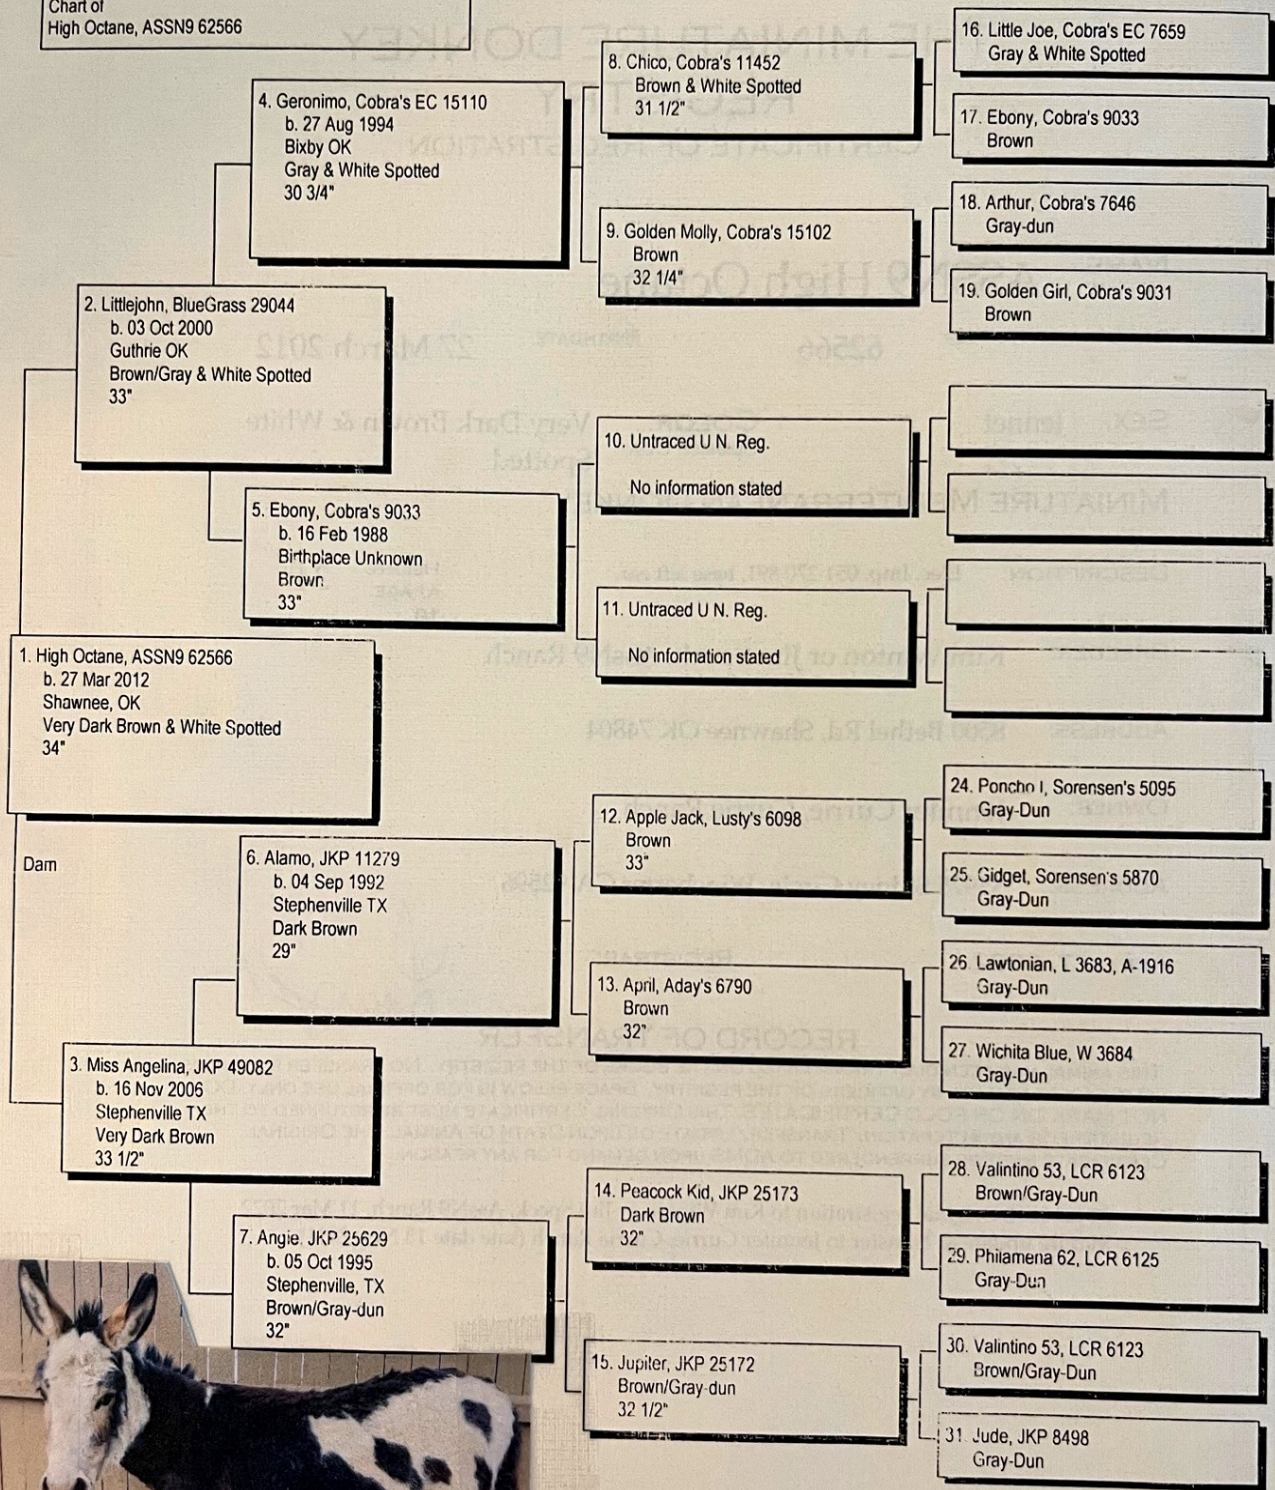 Chart of
High Octane, ASSN9 62566
1. High Octane, ASSN9 62566
b. 27 Mar 2012
Shawnee, OK
Very Dark Brown & White Spotted
34"
Dam
2. Littlejohn, BlueGrass 29044
b. 03 Oct 2000
Guthrie OK
Brown/Gray & White Spotted
33"
3. Miss Angelina, JKP 49082
b. 16 Nov 2006
Stephenville TX
Very Dark Brown
33 1/2"
4. Geronimo, Cobra's EC 15110
b. 27 Aug 1994
Bixby OK
Gray & White Spotted
30 3/4"
5. Ebony, Cobra's 9033
b. 16 Feb 1988
Birthplace Unknown
Brown
33"
6. Alamo, JKP 11279
b. 04 Sep 1992
Stephenville TX
Dark Brown
29"
7. Angie, JKP 25629
b. 05 Oct 1995
Stephenville, TX
Brown/Gray-dun
32"
8. Chico, Cobra's 11452
Brown & White Spotted
31 1/2"
9. Golden Molly, Cobra's 15102
Brown
32 1/4"
10. Untraced U N. Reg.
No information stated
11. Untraced U N. Reg.
No information stated
12. Apple Jack, Lusty's 6098
Brown
33"
13. April, Aday's 6790
Brown
32"
14. Peacock Kid, JKP 25173
Dark Brown
32"
15. Jupiter, JKP 25172
Brown/Gray-dun
32 1/2"
16. Little Joe, Cobra's EC 7659
Gray & White Spotted
17. Ebony, Cobra's 9033
Brown
18. Arthur, Cobra's 7646
Gray-dun
19. Golden Girl, Cobra's 9031
Brown
24. Poncho I, Sorensen's 5095
Gray-Dun
25. Gidget, Sorensen's 5870
Gray-Dun
26. Lawtonian, L 3683, A-1916
Gray-Dun
27. Wichita Blue, W 3684
Gray-Dun
28. Valintino 53, LCR 6123
Brown/Gray-Dun
29. Philamena 62, LCR 6125
Gray-Dun
30. Valintino 53, LCR 6123
Brown/Gray-Dun
31. Jude, JKP 8498
Gray-Dun